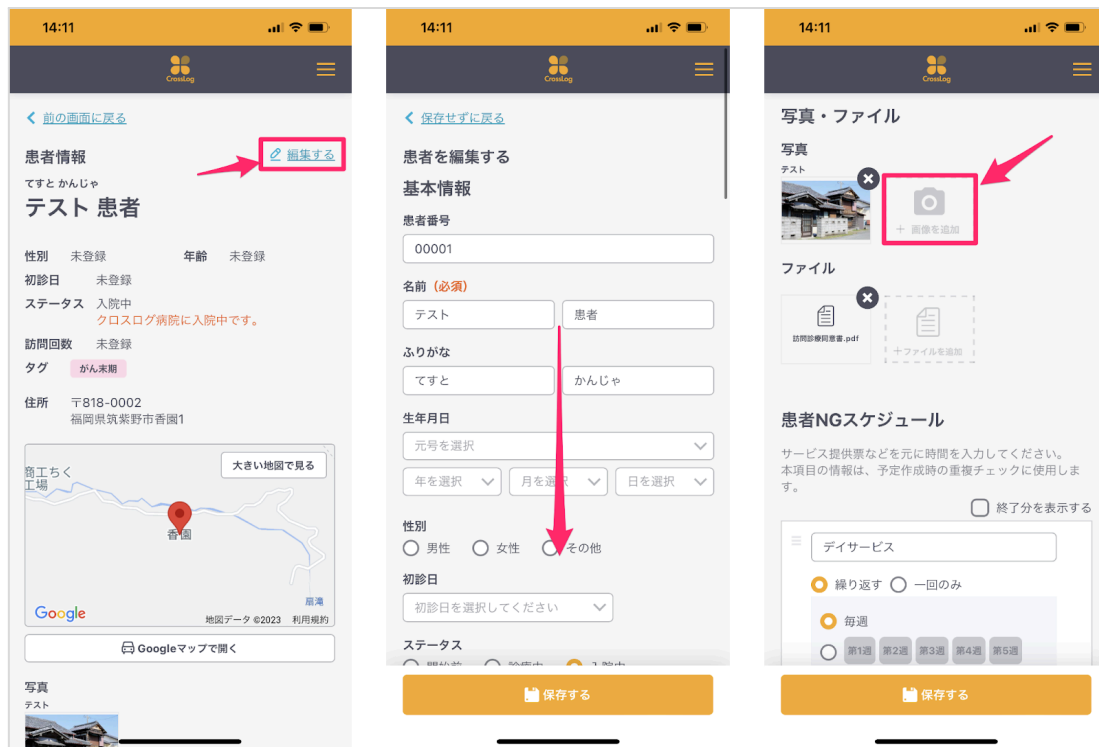 14:11
CrossLog
前の画面に戻る
患者情報
編集する
てすと かんじゃ
テスト 患者
性別 未登録 年齢 未登録
初診日 未登録
ステータス 入院中
クロスログ病院に入院中です。
訪問回数 未登録
タグ がん末期
住所 〒818-0002
福岡県筑紫野市香園1
大きい地図で見る
商工ちく
工場
香園
扇滝
Google
地図データ ©2023 利用規約
Googleマップで開く
写真
テスト
14:11
CrossLog
保存せずに戻る
患者を編集する
基本情報
患者番号
00001
名前 (必須)
テスト 患者
ふりがな
てすと かんじゃ
生年月日
元号を選択
年を選択 月を選択 日を選択
性別
男性 女性 その他
初診日
初診日を選択してください
ステータス
開始前 診療中 入院中
保存する
14:11
CrossLog
写真・ファイル
写真
テスト
+ 画像を追加
ファイル
訪問診療同意書.pdf
+ファイルを追加
患者NGスケジュール
サービス提供票などを元に時間を入力してください。
本項目の情報は、予定作成時の重複チェックに使用しま
す。
終了分を表示する
デイサービス
繰り返す 一回のみ
毎週
第1週 第2週 第3週 第4週 第5週
保存する